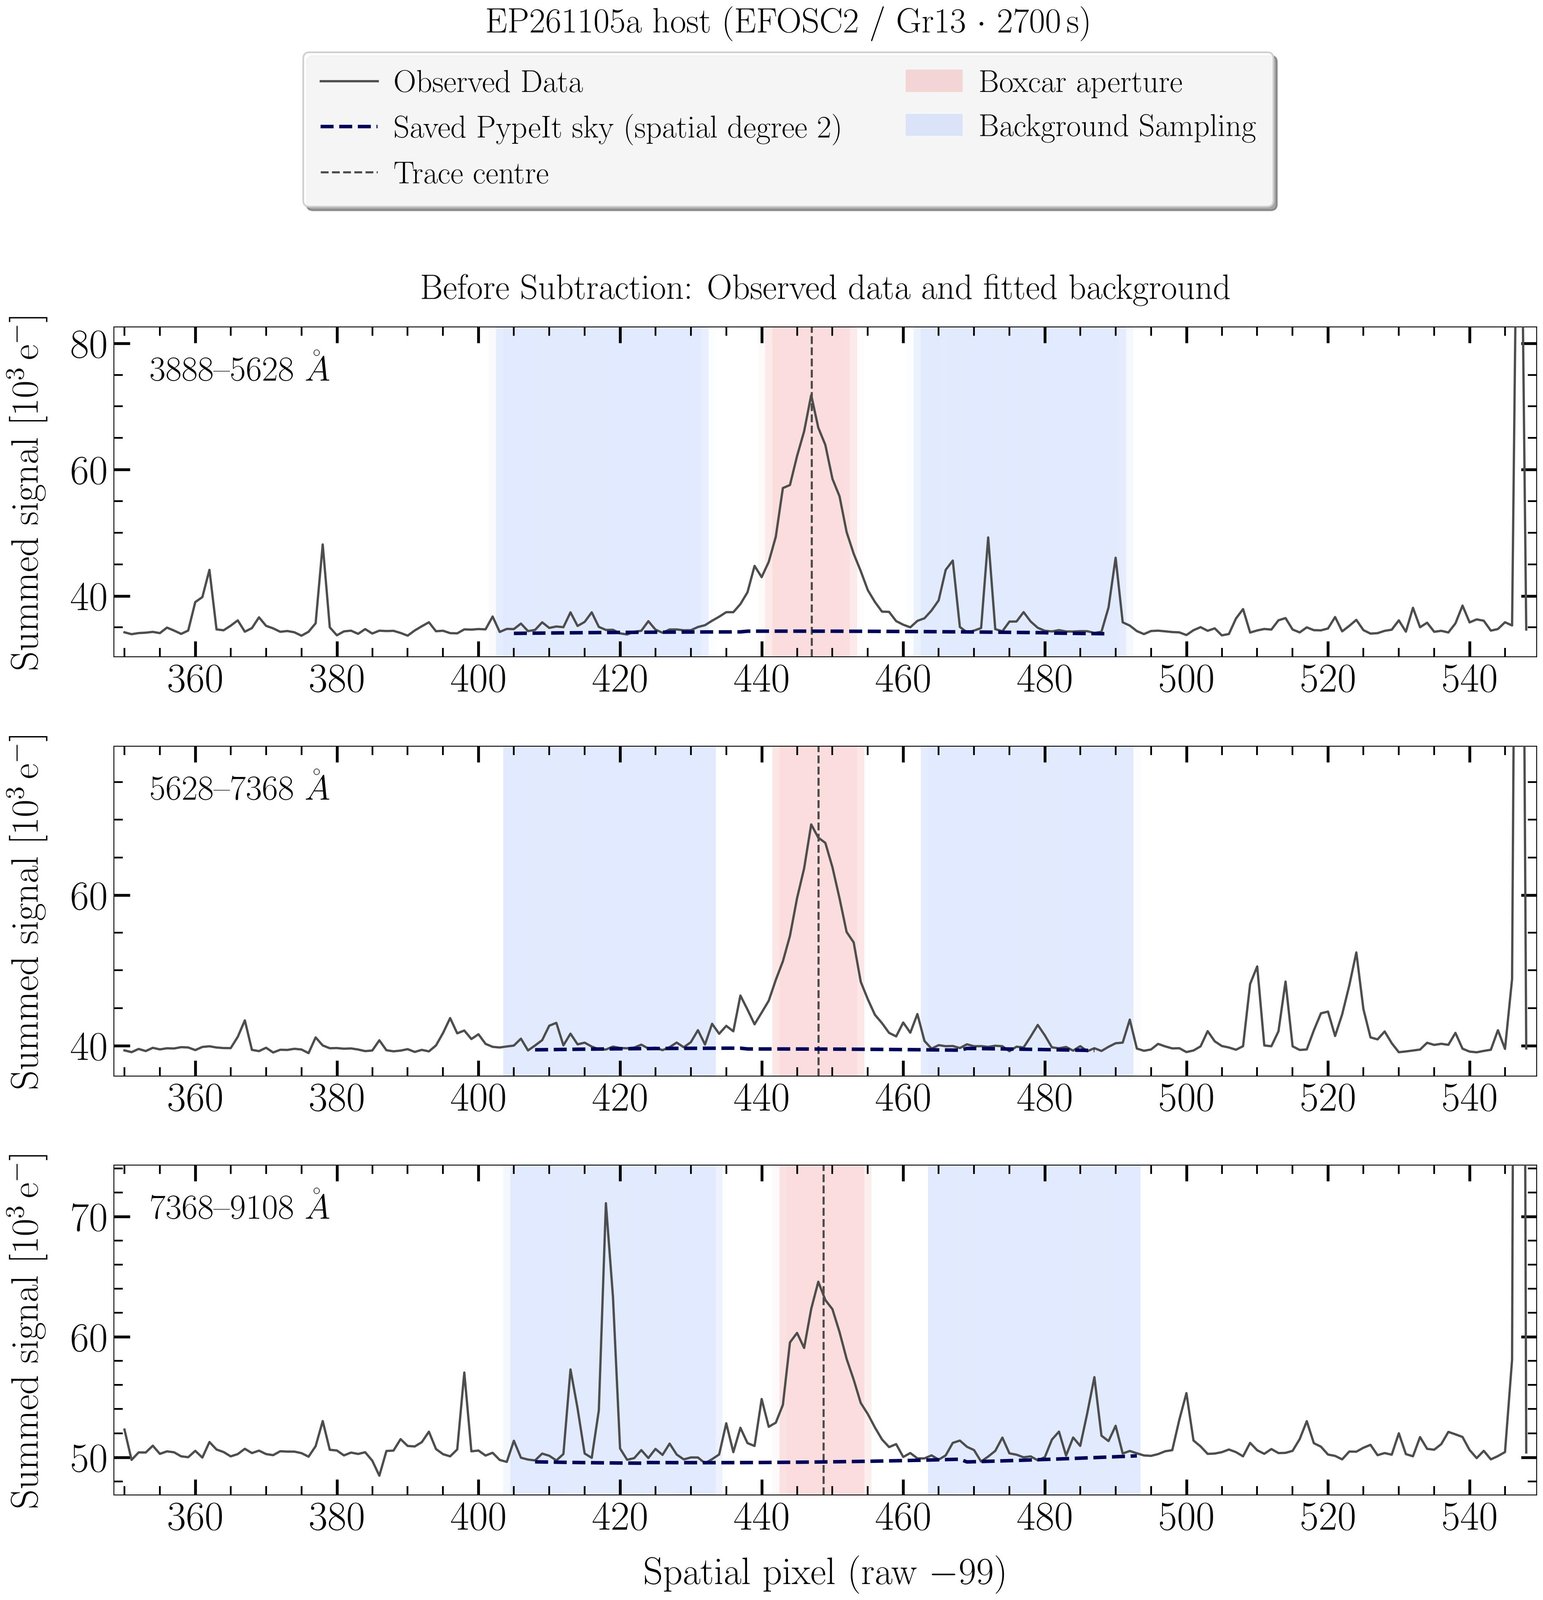 EP261105a host (EFOSC2 / Gr13 · 2700 s)
Observed Data
Saved PypeIt sky (spatial degree 2)
Trace centre
Boxcar aperture
Background Sampling
Before Subtraction: Observed data and fitted background
Summed signal [10³ e⁻]
3888–5628 Å
80
60
40
360 380 400 420 440 460 480 500 520 540
Summed signal [10³ e⁻]
5628–7368 Å
60
40
360 380 400 420 440 460 480 500 520 540
Summed signal [10³ e⁻]
7368–9108 Å
70
60
50
360 380 400 420 440 460 480 500 520 540
Spatial pixel (raw −99)